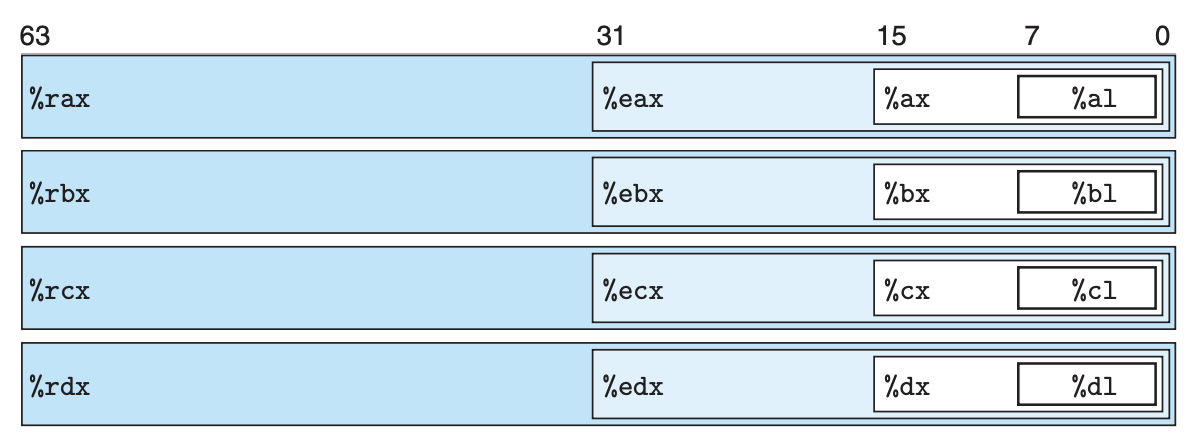 63 31 15 7 0
%rax %eax %ax %al
%rbx %ebx %bx %bl
%rcx %ecx %cx %cl
%rdx %edx %dx %dl